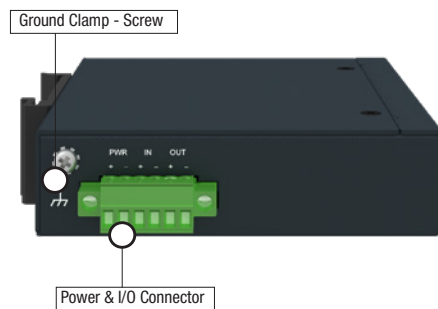 Ground Clamp - Screw
PWR IN OUT
+ - + - + -
Power & I/O Connector